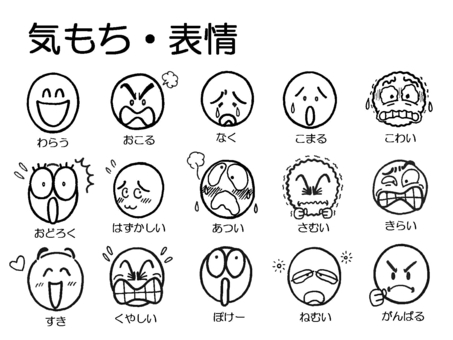 気もち・表情
わらう
おこる
なく
こまる
こわい
おどろく
はずかしい
あつい
さむい
きらい
すき
くやしい
ぼけー
ねむい
がんばる